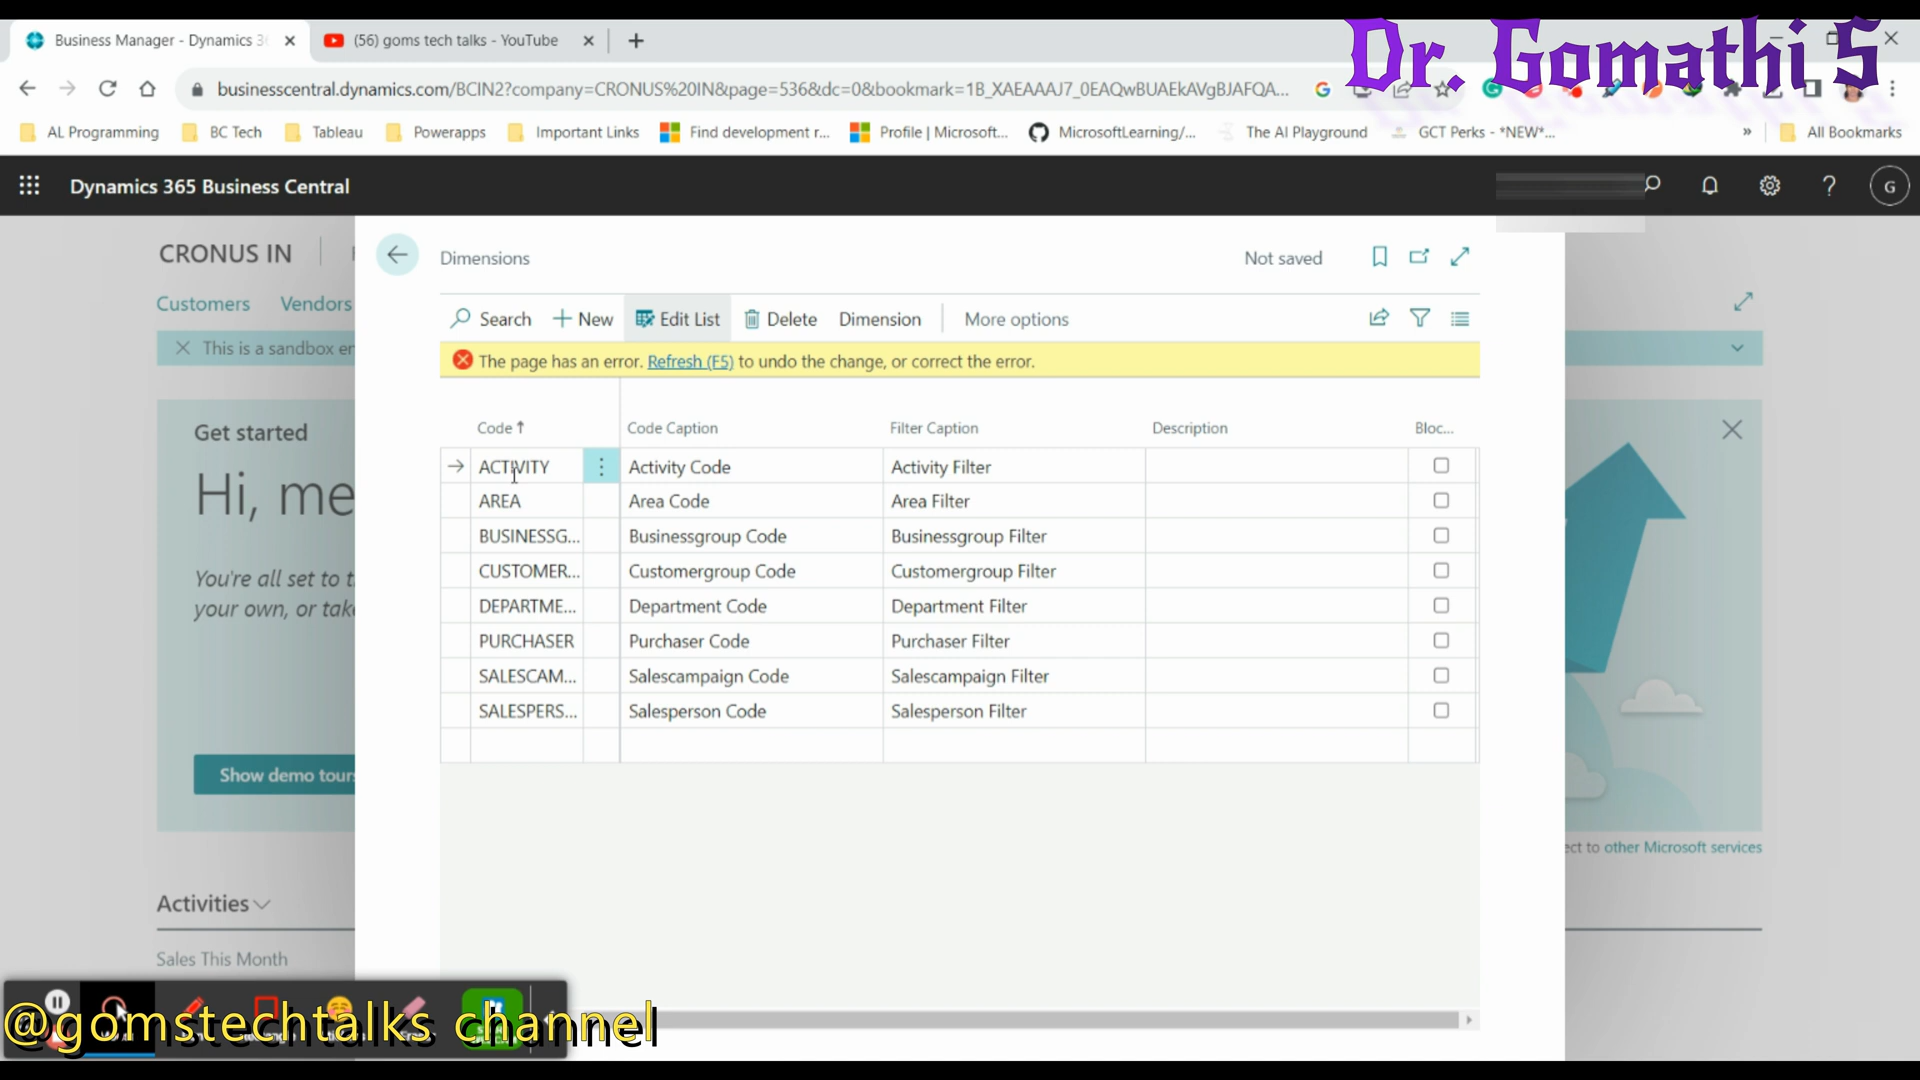 Business Manager - Dynamics 36
(56) goms tech talks - YouTube
Dr. Gomathi S
businesscentral.dynamics.com/BCIN2?company=CRONUS%20IN&page=536&dc=0&bookmark=1B_XAEAAAJ7_0EAQwBUAEkAVgBJAFQA...
AL Programming
BC Tech
Tableau
Powerapps
Important Links
Find development r...
Profile | Microsoft...
MicrosoftLearning/...
The AI Playground
GCT Perks - *NEW*...
»
All Bookmarks
Dynamics 365 Business Central
G
CRONUS IN
Customers Vendors
This is a sandbox en
Get started
Hi, me
You're all set to t
your own, or take
Show demo tours
ect to other Microsoft services
Activities
Sales This Month
Dimensions
Not saved
Search
New
Edit List
Delete
Dimension
More options
The page has an error. Refresh (F5) to undo the change, or correct the error.
Code ↑ Code Caption Filter Caption Description Bloc...
ACTIVITY Activity Code Activity Filter
AREA Area Code Area Filter
BUSINESSG... Businessgroup Code Businessgroup Filter
CUSTOMER... Customergroup Code Customergroup Filter
DEPARTME... Department Code Department Filter
PURCHASER Purchaser Code Purchaser Filter
SALESCAM... Salescampaign Code Salescampaign Filter
SALESPERS... Salesperson Code Salesperson Filter
@gomstechtalks channel